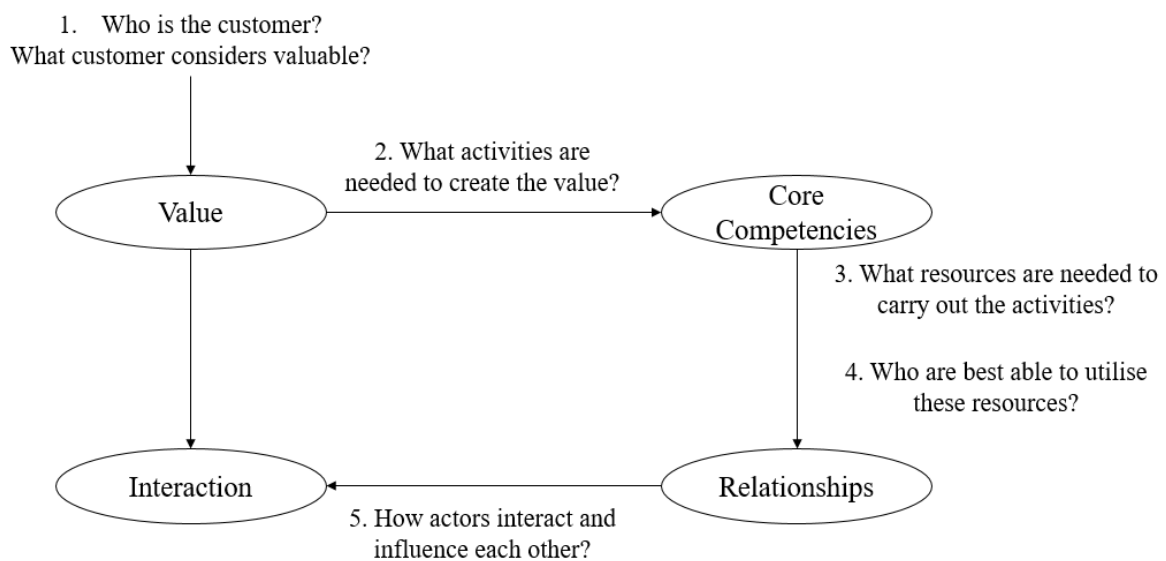 1. Who is the customer?
What customer considers valuable?
2. What activities are
needed to create the value?
Value
Core
Competencies
3. What resources are needed to
carry out the activities?
4. Who are best able to utilise
these resources?
Interaction
Relationships
5. How actors interact and
influence each other?